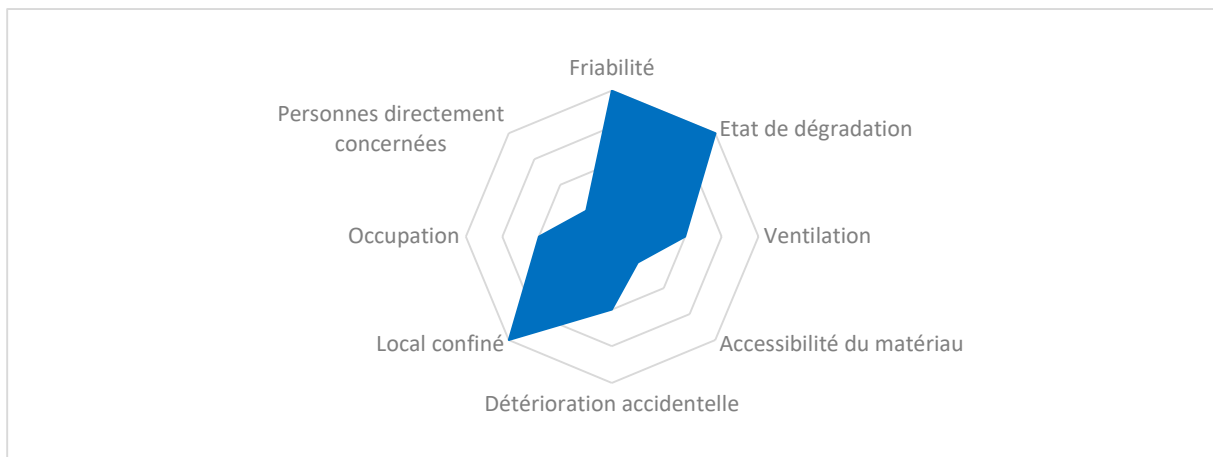 Friabilité
Personnes directement
concernées
Etat de dégradation
Occupation
Ventilation
Local confiné
Accessibilité du matériau
Détérioration accidentelle